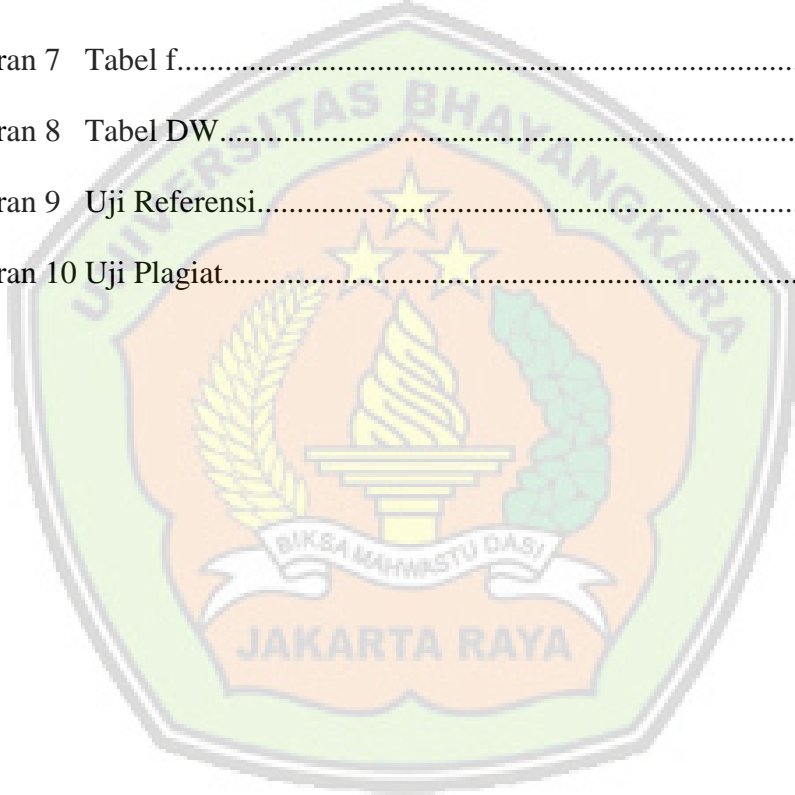 ran 7 Tabel f..........................................................................
ran 8 Tabel DW.....................................................................
ran 9 Uji Referensi.................................................................
ran 10 Uji Plagiat.....................................................................
UNIVERSITAS BHAYANGKARA
BIKSA MAHWASTU DASI
JAKARTA RAYA